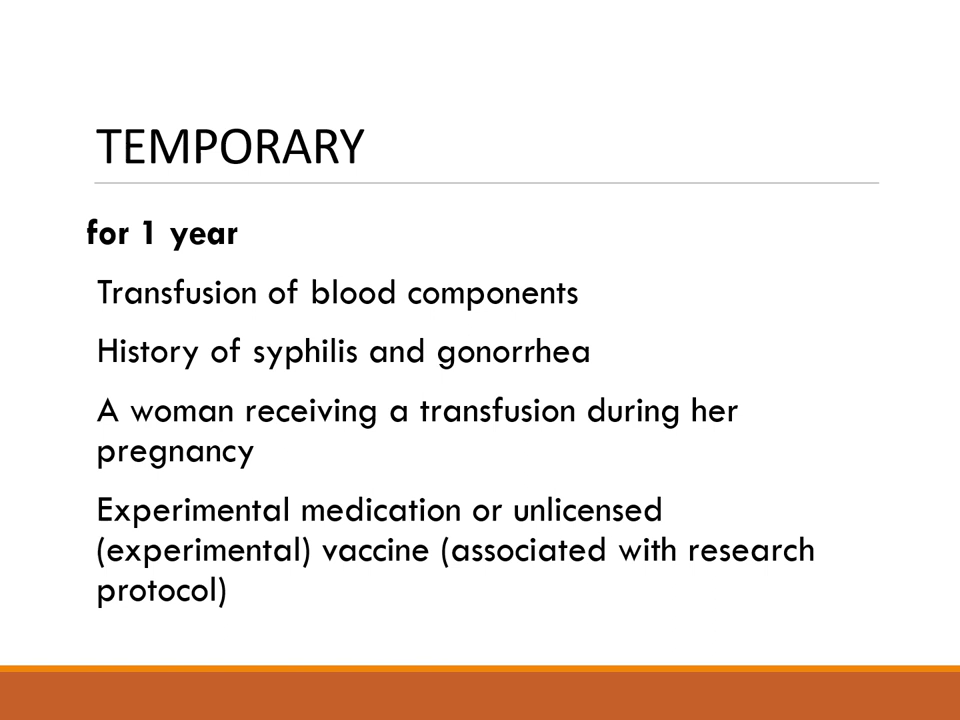 TEMPORARY
for 1 year
Transfusion of blood components
History of syphilis and gonorrhea
A woman receiving a transfusion during her
pregnancy
Experimental medication or unlicensed
(experimental) vaccine (associated with research
protocol)